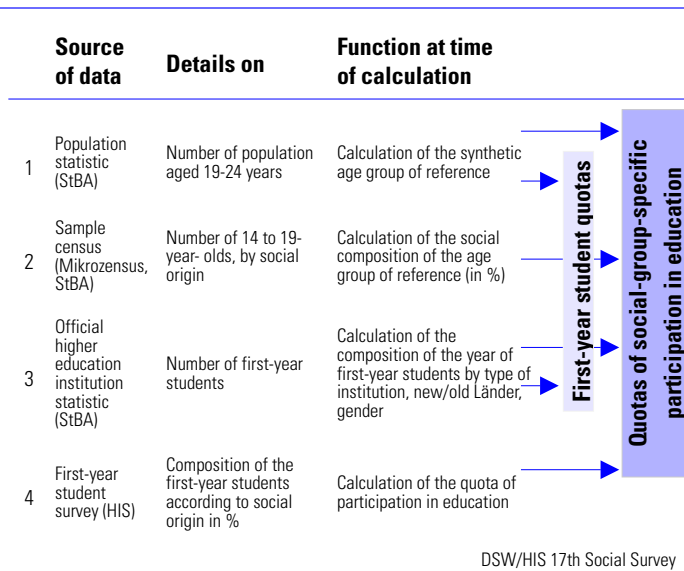 Source
of data
Details on
Function at time
of calculation
1
Population
statistic
(StBA)
Number of population
aged 19-24 years
Calculation of the synthetic
age group of reference
2
Sample
census
(Mikrozensus,
StBA)
Number of 14 to 19-
year- olds, by social
origin
Calculation of the social
composition of the age
group of reference (in %)
3
Official
higher
education
institution
statistic
(StBA)
Number of first-year
students
Calculation of the
composition of the year of
first-year students by type of
institution, new/old Länder,
gender
4
First-year
student
survey (HIS)
Composition of the
first-year students
according to social
origin in %
Calculation of the quota of
participation in education
First-year student quotas
Quotas of social-group-specific
participation in education
DSW/HIS 17th Social Survey